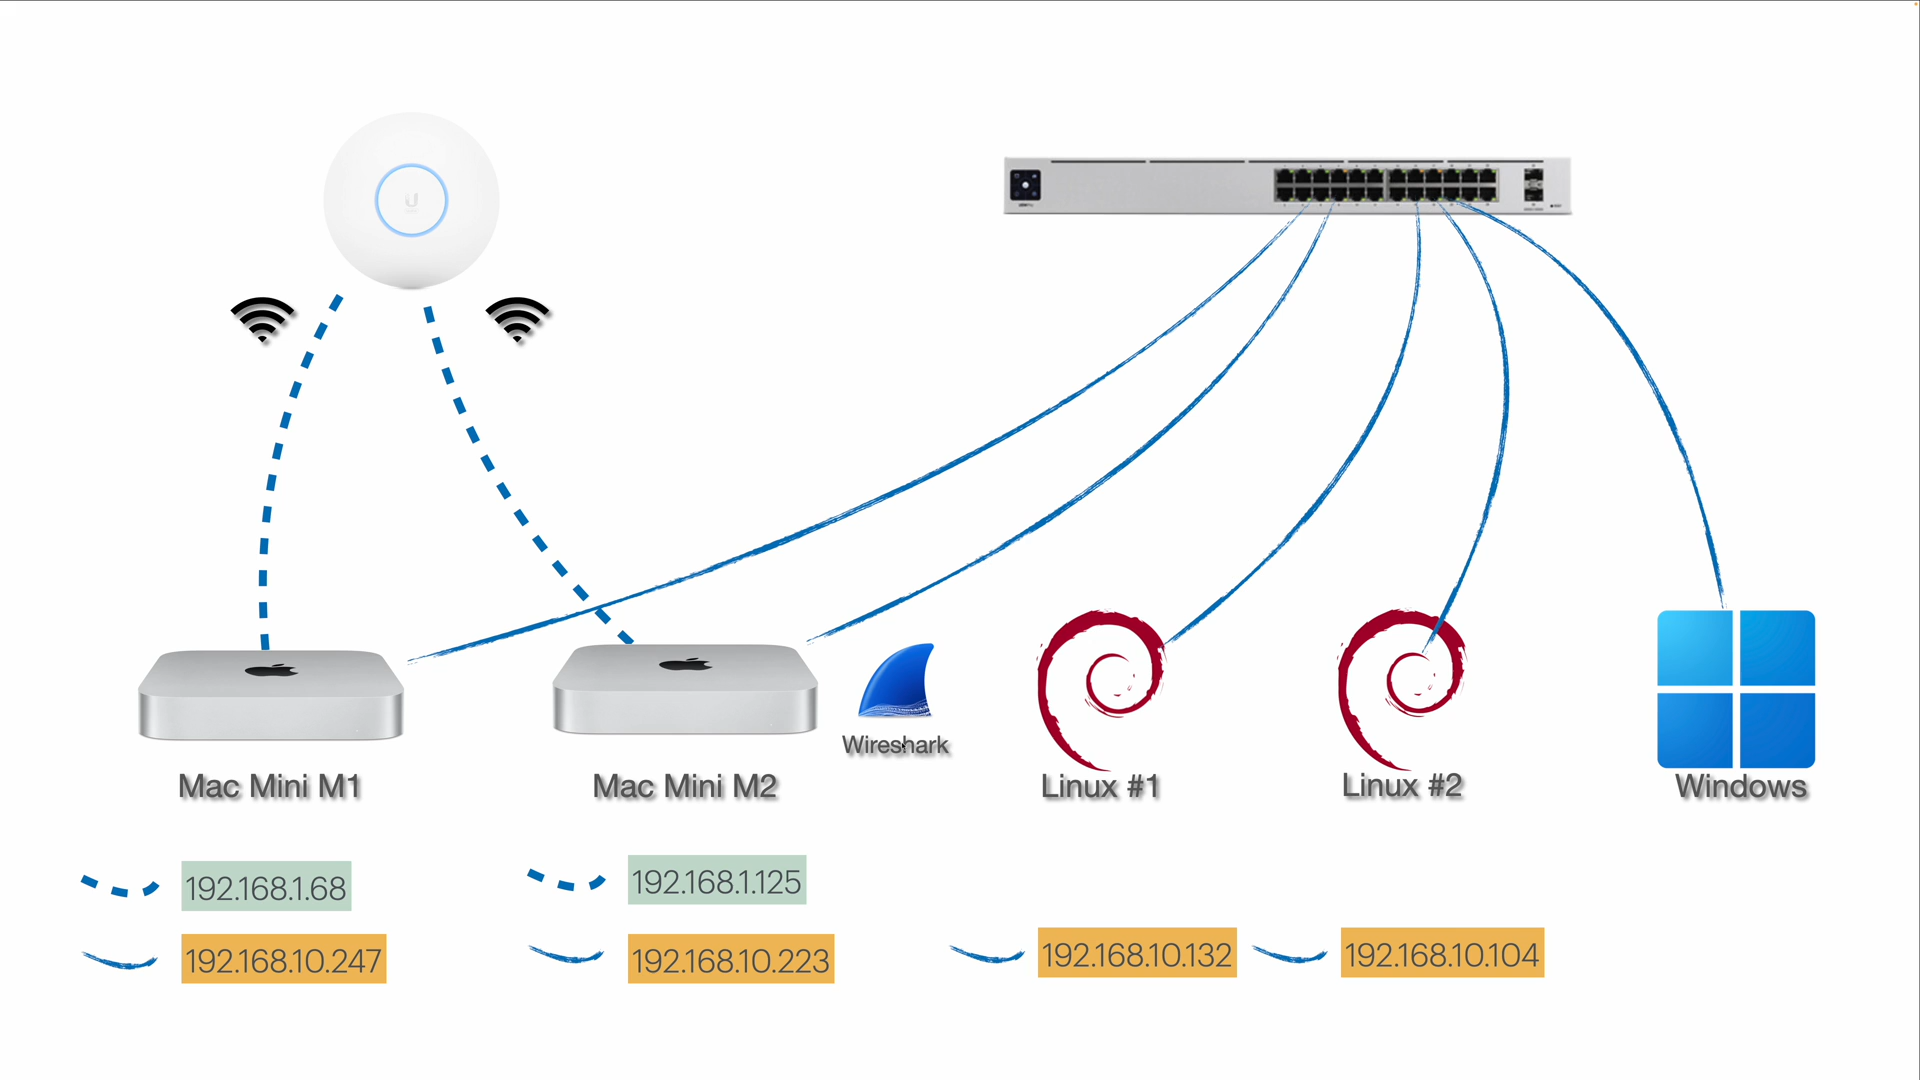 Wireshark
Mac Mini M1
Mac Mini M2
Linux #1
Linux #2
Windows
192.168.1.68
192.168.1.125
192.168.10.247
192.168.10.223
192.168.10.132
192.168.10.104